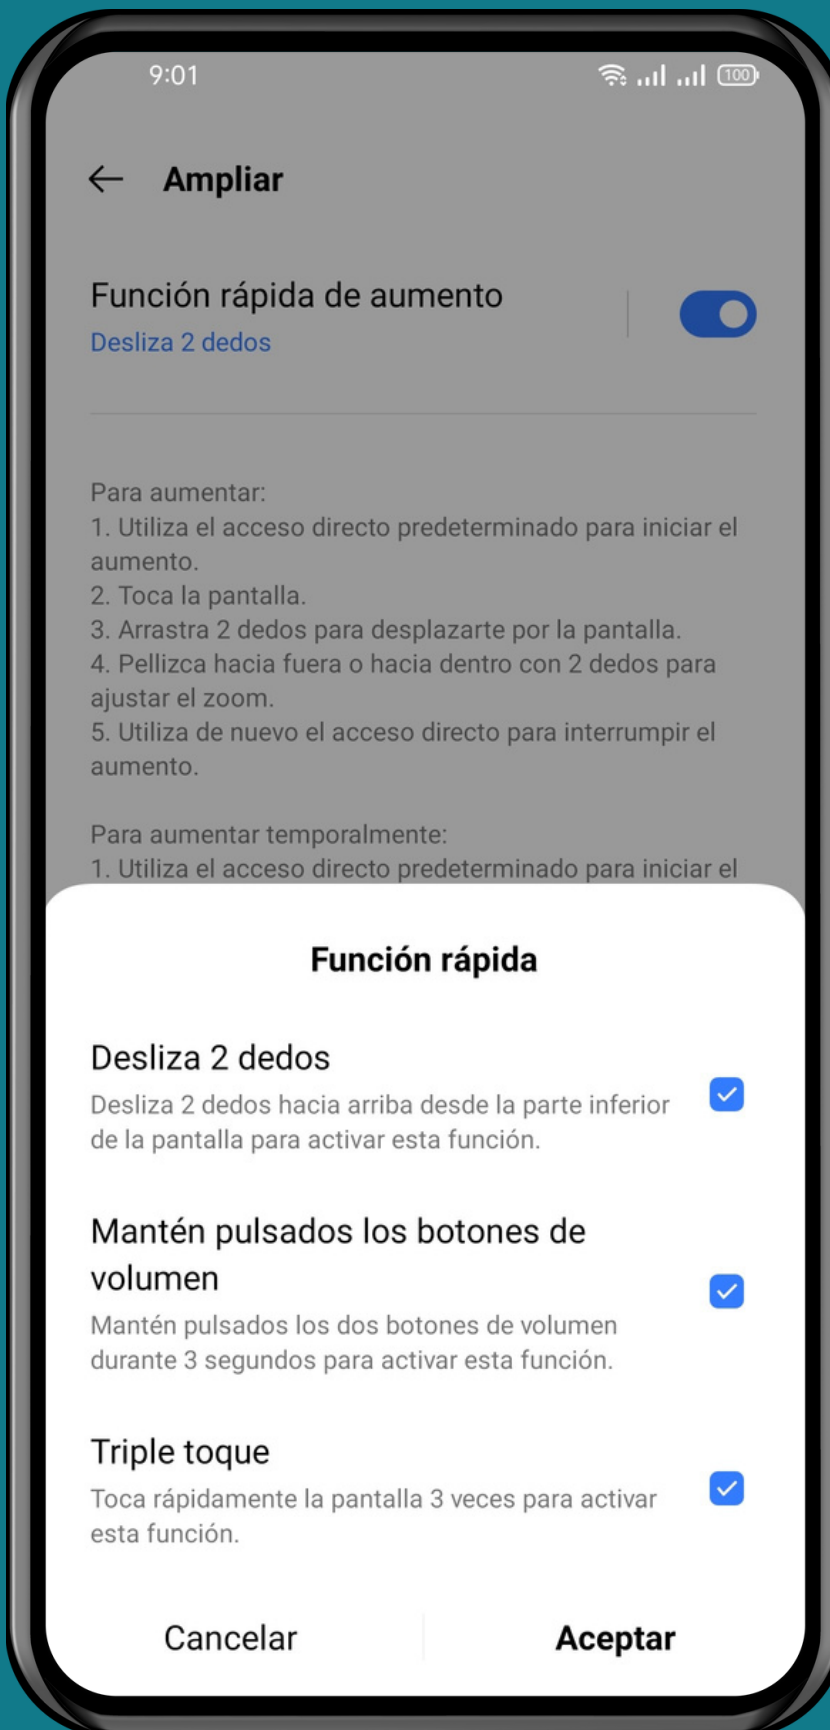 9:01
100
Ampliar
Función rápida de aumento
Desliza 2 dedos
Para aumentar:
1. Utiliza el acceso directo predeterminado para iniciar el
aumento.
2. Toca la pantalla.
3. Arrastra 2 dedos para desplazarte por la pantalla.
4. Pellizca hacia fuera o hacia dentro con 2 dedos para
ajustar el zoom.
5. Utiliza de nuevo el acceso directo para interrumpir el
aumento.
Para aumentar temporalmente:
1. Utiliza el acceso directo predeterminado para iniciar el
Función rápida
Desliza 2 dedos
Desliza 2 dedos hacia arriba desde la parte inferior
de la pantalla para activar esta función.
Mantén pulsados los botones de
volumen
Mantén pulsados los dos botones de volumen
durante 3 segundos para activar esta función.
Triple toque
Toca rápidamente la pantalla 3 veces para activar
esta función.
Cancelar
Aceptar